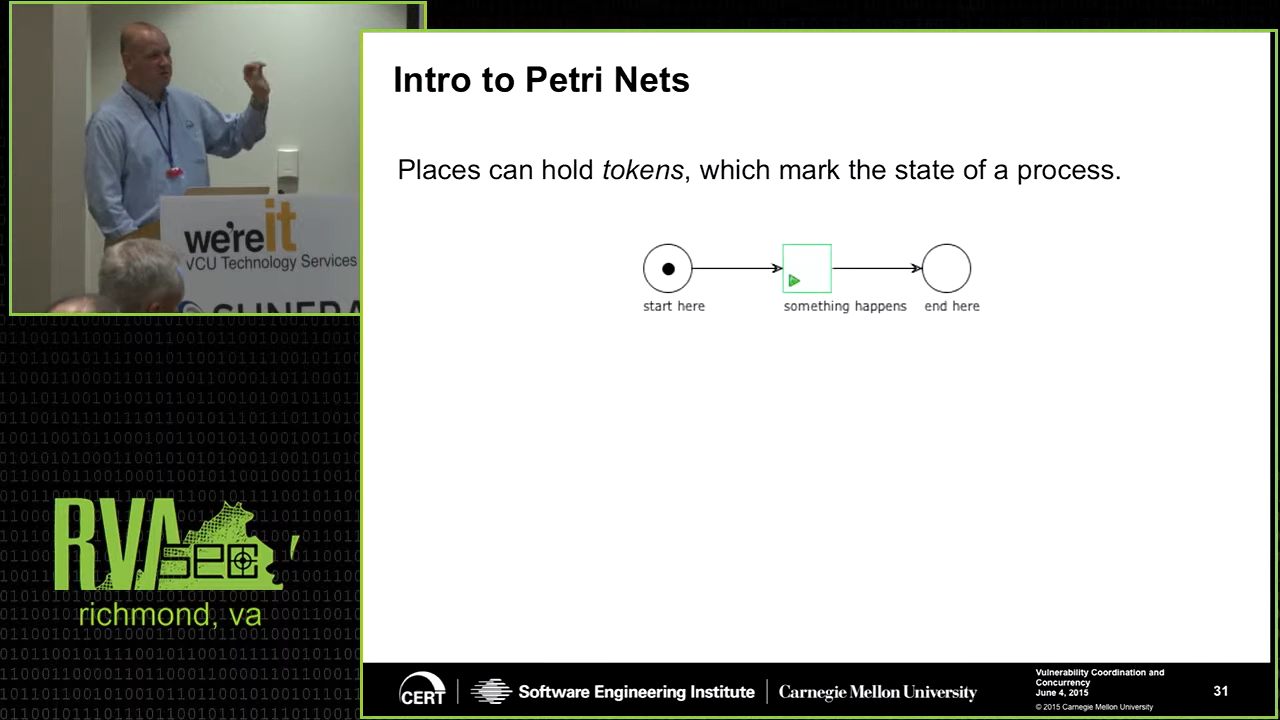 Intro to Petri Nets
Places can hold tokens, which mark the state of a process.
start here
something happens
end here
we're it
VCU Technology Services
RVA
sec
richmond, va
CERT
Software Engineering Institute
Carnegie Mellon University
Vulnerability Coordination and
Concurrency
June 4, 2015
© 2015 Carnegie Mellon University
31